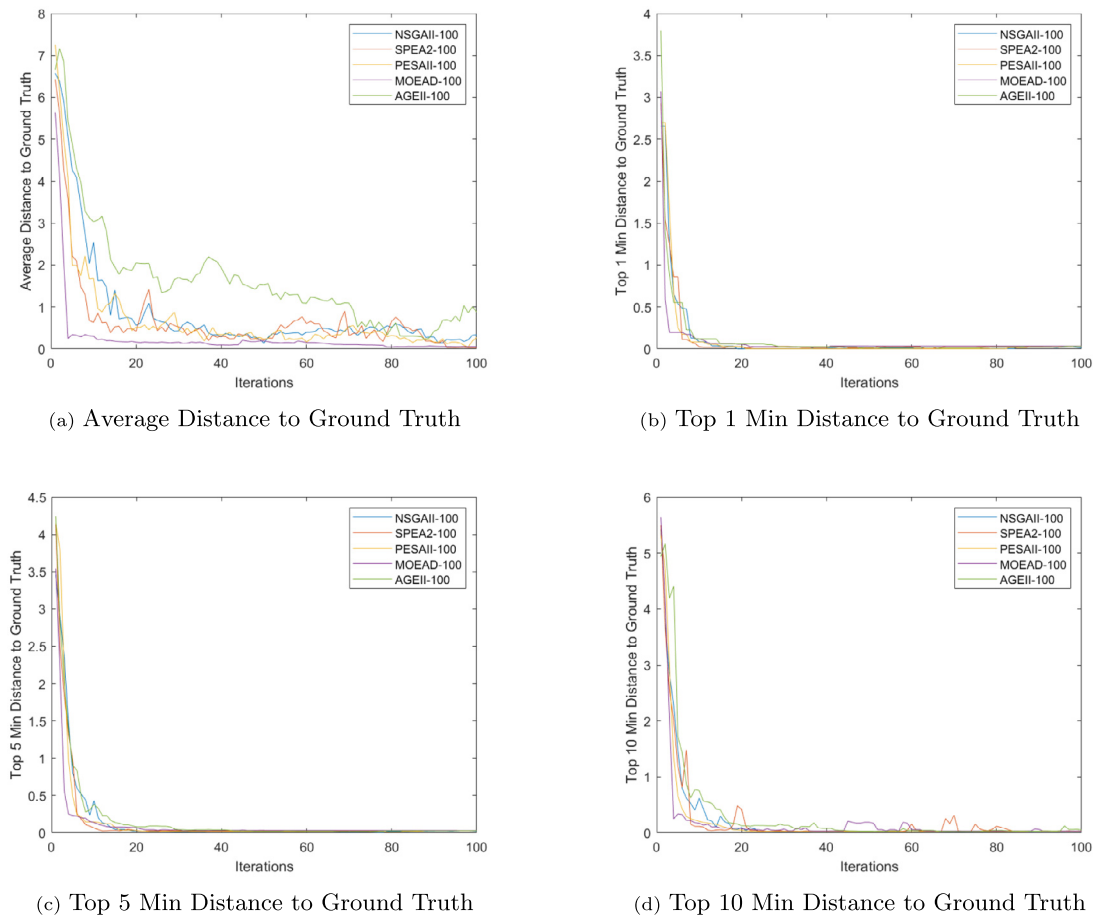 8
7
6
5
4
3
2
1
0
0 20 40 60 80 100
Average Distance to Ground Truth
Iterations
NSGAII-100
SPEA2-100
PESAII-100
MOEAD-100
AGEII-100
(a) Average Distance to Ground Truth
4
3.5
3
2.5
2
1.5
1
0.5
0
0 20 40 60 80 100
Top 1 Min Distance to Ground Truth
Iterations
NSGAII-100
SPEA2-100
PESAII-100
MOEAD-100
AGEII-100
(b) Top 1 Min Distance to Ground Truth
4.5
4
3.5
3
2.5
2
1.5
1
0.5
0
0 20 40 60 80 100
Top 5 Min Distance to Ground Truth
Iterations
NSGAII-100
SPEA2-100
PESAII-100
MOEAD-100
AGEII-100
(c) Top 5 Min Distance to Ground Truth
6
5
4
3
2
1
0
0 20 40 60 80 100
Top 10 Min Distance to Ground Truth
Iterations
NSGAII-100
SPEA2-100
PESAII-100
MOEAD-100
AGEII-100
(d) Top 10 Min Distance to Ground Truth